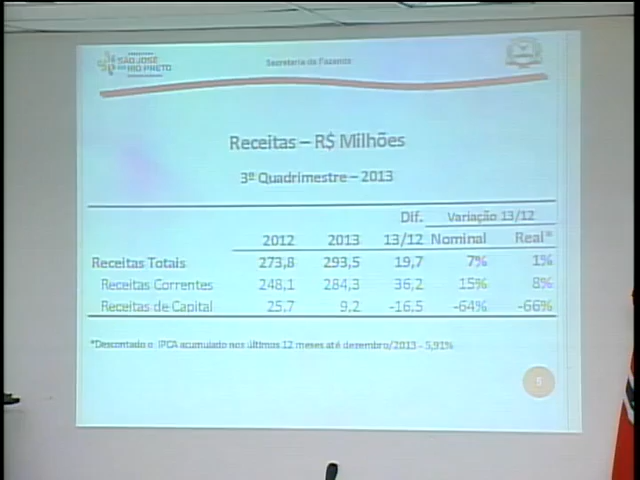 SÃO JOSÉ
DO RIO PRETO
Secretaria da Fazenda
Receitas – R$ Milhões
3º Quadrimestre – 2013
Dif. Variação 13/12
2012 2013 13/12 Nominal Real*
Receitas Totais 273,8 293,5 19,7 7% 1%
Receitas Correntes 248,1 284,3 36,2 15% 8%
Receitas de Capital 25,7 9,2 -16,5 -64% -66%
*Descontado o IPCA acumulado nos últimos 12 meses até dezembro/2013 - 5,91%
5